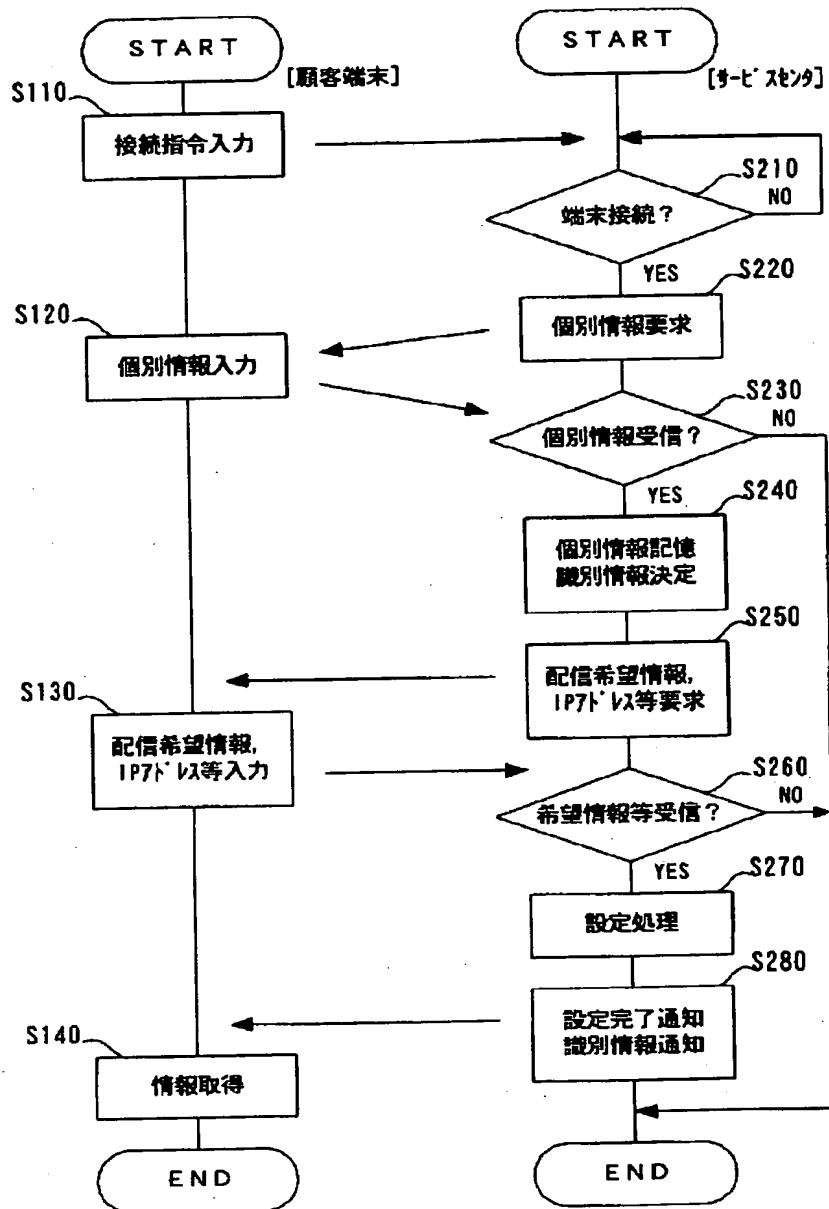 START
[顧客端末]
S110
接続指令入力
S120
個別情報入力
S130
配信希望情報,
IPアドレス等入力
S140
情報取得
END
START
[サービスセンタ]
S210
端末接続?
NO
YES
S220
個別情報要求
S230
個別情報受信?
NO
YES
S240
個別情報記憶
識別情報決定
S250
配信希望情報,
IPアドレス等要求
S260
希望情報等受信?
NO
YES
S270
設定処理
S280
設定完了通知
識別情報通知
END